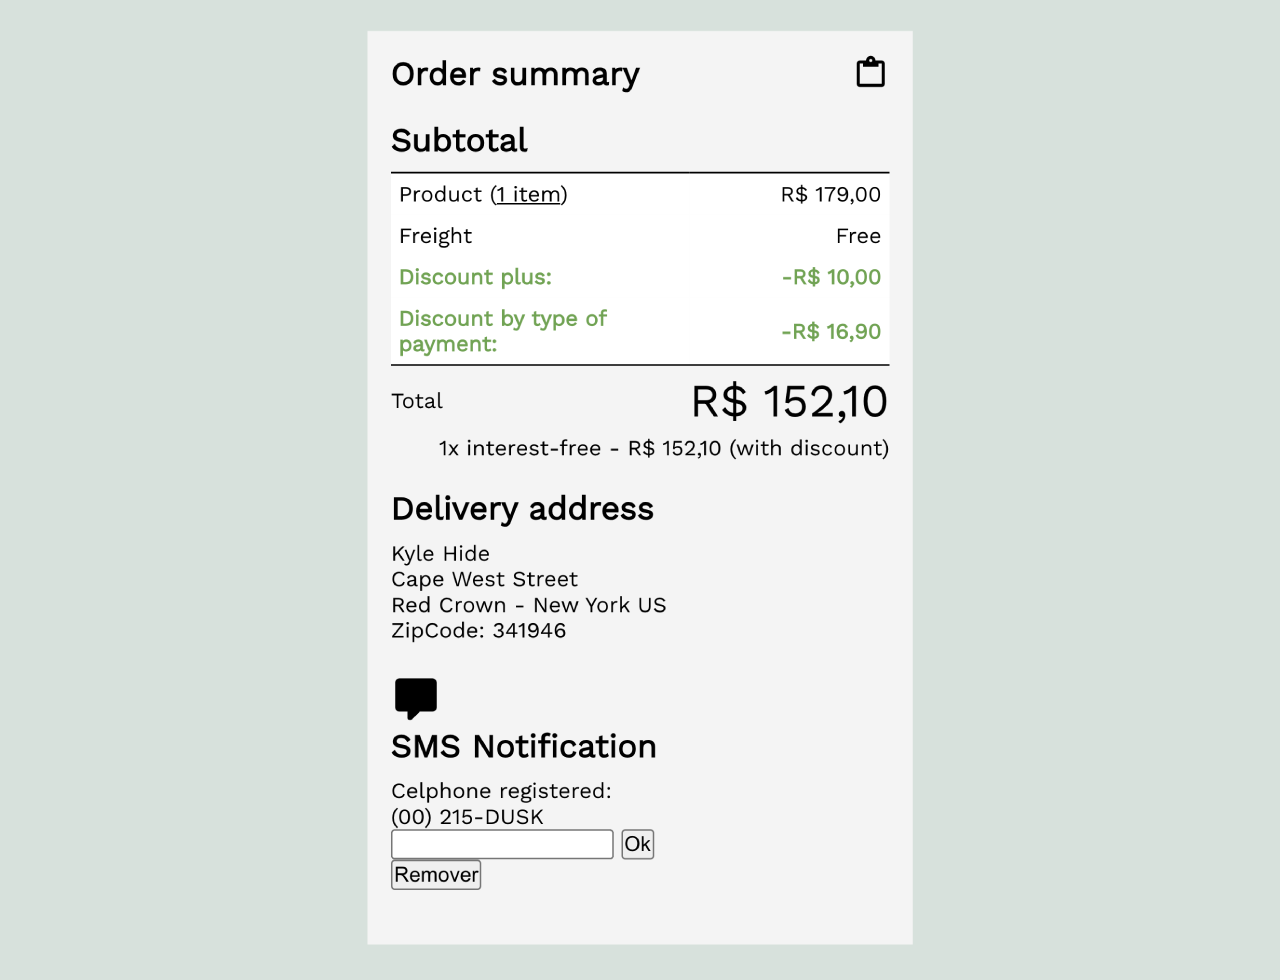 Order summary
Subtotal
Product (1 item) R$ 179,00
Freight Free
Discount plus: -R$ 10,00
Discount by type of
payment: -R$ 16,90
Total R$ 152,10
1x interest-free - R$ 152,10 (with discount)
Delivery address
Kyle Hide
Cape West Street
Red Crown - New York US
ZipCode: 341946
SMS Notification
Celphone registered:
(00) 215-DUSK
Ok
Remover